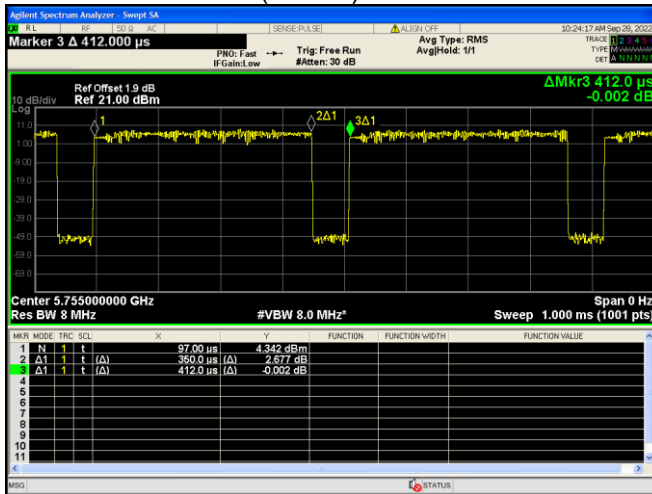 Agilent Spectrum Analyzer - Swept SA
RL RF 50 Ω AC SENSE:PULSE ALIGN OFF 10:24:17 AM Sep 28, 2022
Marker 3 Δ 412.000 µs
PNO: Fast Trig: Free Run Avg Type: RMS TRACE 1 2 3 4 5
IFGain:Low #Atten: 30 dB Avg|Hold: 1/1 TYPE
DET A N N N N
Ref Offset 1.9 dB ΔMkr3 412.0 µs
10 dB/div Ref 21.00 dBm -0.002 dB
Log
11.0
1.00
-9.00
-19.0
-29.0
-39.0
-49.0
-59.0
-69.0
1
2Δ1
3Δ1
Center 5.755000000 GHz Span 0 Hz
Res BW 8 MHz #VBW 8.0 MHz* Sweep 1.000 ms (1001 pts)
MKR MODE TRC SCL X Y FUNCTION FUNCTION WIDTH FUNCTION VALUE
1 N 1 t 97.00 µs 4.342 dBm
2 Δ1 1 t (Δ) 350.0 µs (Δ) 2.677 dB
3 Δ1 1 t (Δ) 412.0 µs (Δ) -0.002 dB
4
5
6
7
8
9
10
11
MSG STATUS